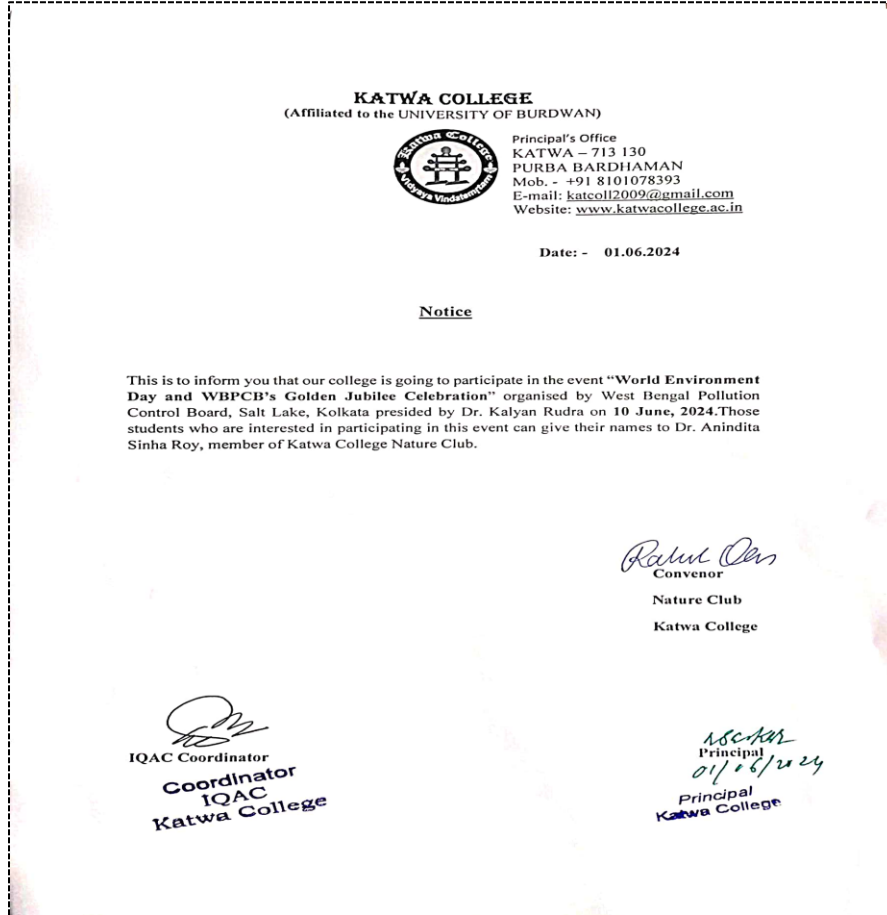 KATWA COLLEGE
(Affiliated to the UNIVERSITY OF BURDWAN)
Katwa College
Vidyaya Vindatemrtam
Principal's Office
KATWA – 713 130
PURBA BARDHAMAN
Mob. - +91 8101078393
E-mail: katcoll2009@gmail.com
Website: www.katwacollege.ac.in
Date: - 01.06.2024
Notice
This is to inform you that our college is going to participate in the event “World Environment
Day and WBPCB’s Golden Jubilee Celebration” organised by West Bengal Pollution
Control Board, Salt Lake, Kolkata presided by Dr. Kalyan Rudra on 10 June, 2024.Those
students who are interested in participating in this event can give their names to Dr. Anindita
Sinha Roy, member of Katwa College Nature Club.
Convenor
Nature Club
Katwa College
IQAC Coordinator
Coordinator
IQAC
Katwa College
Principal
01/06/2024
Principal
Katwa College